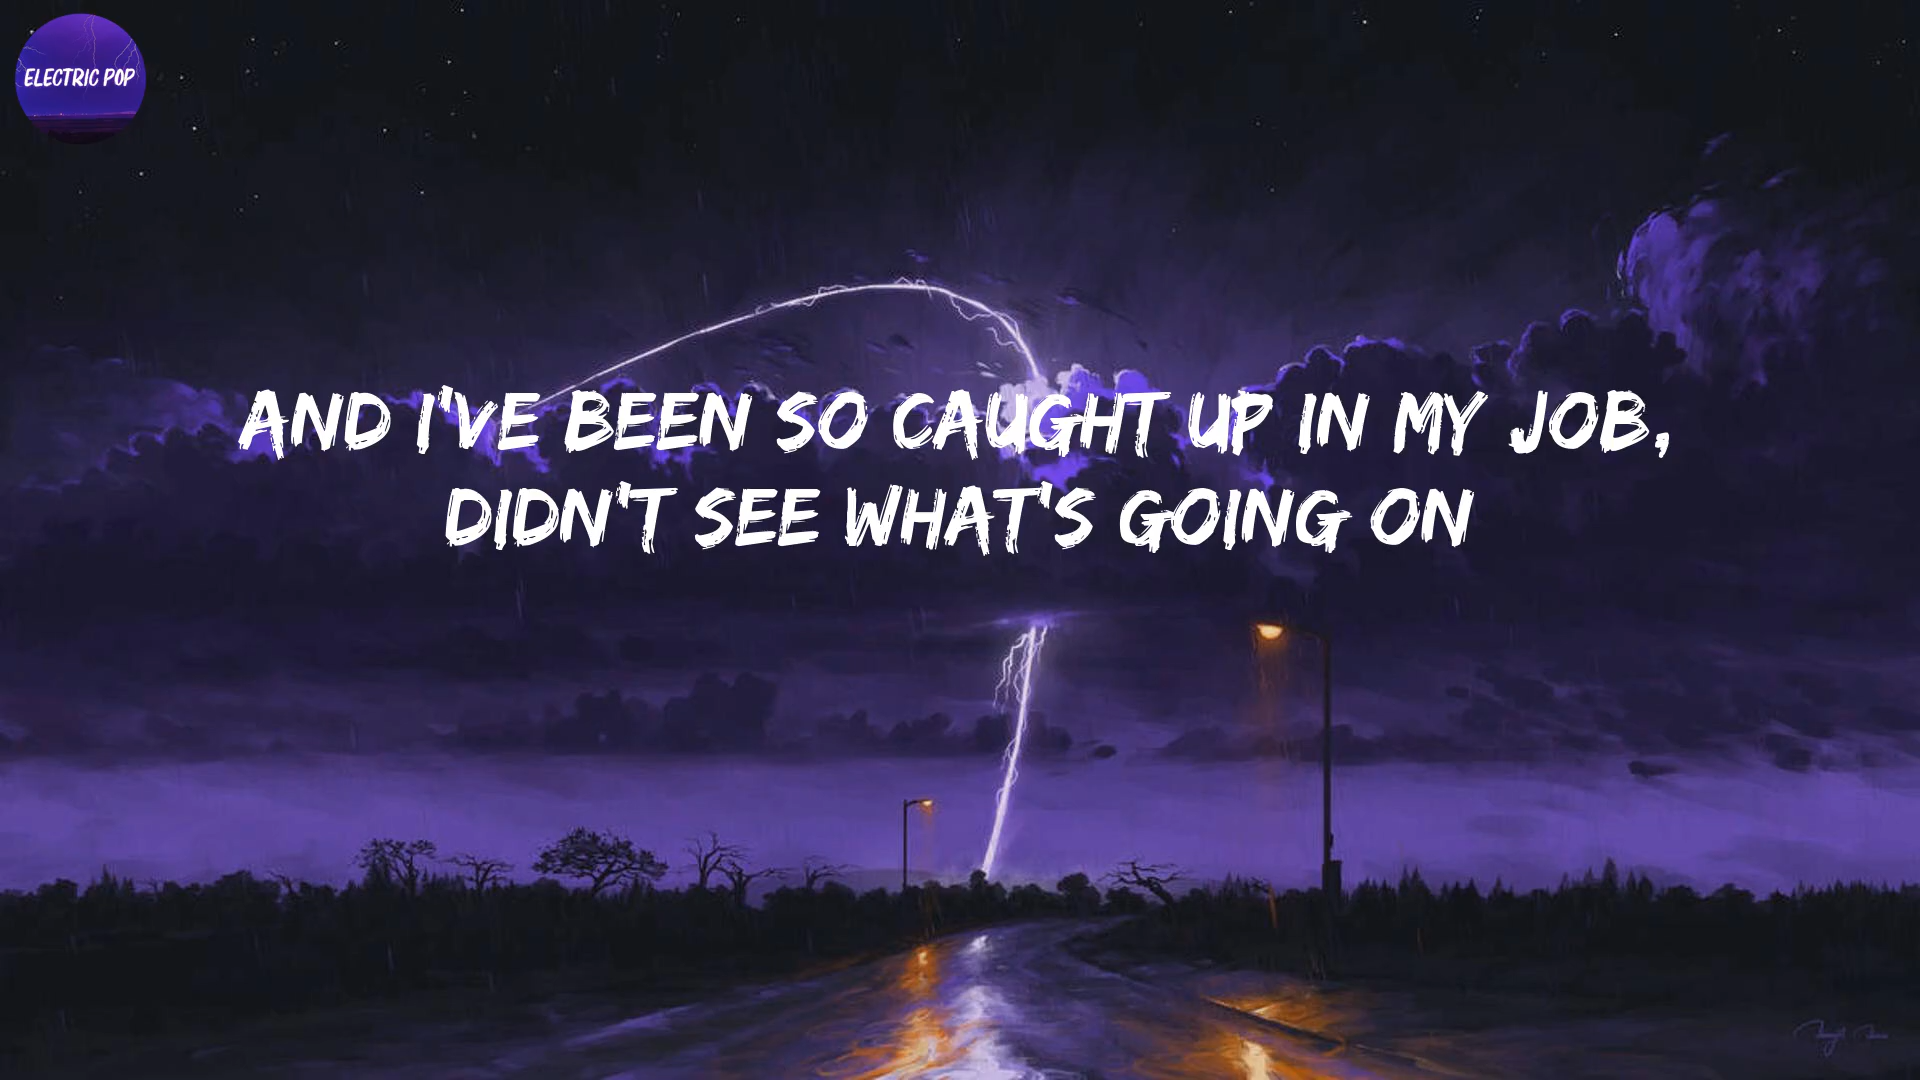 ELECTRIC POP
AND I'VE BEEN SO CAUGHT UP IN MY JOB,
DIDN'T SEE WHAT'S GOING ON